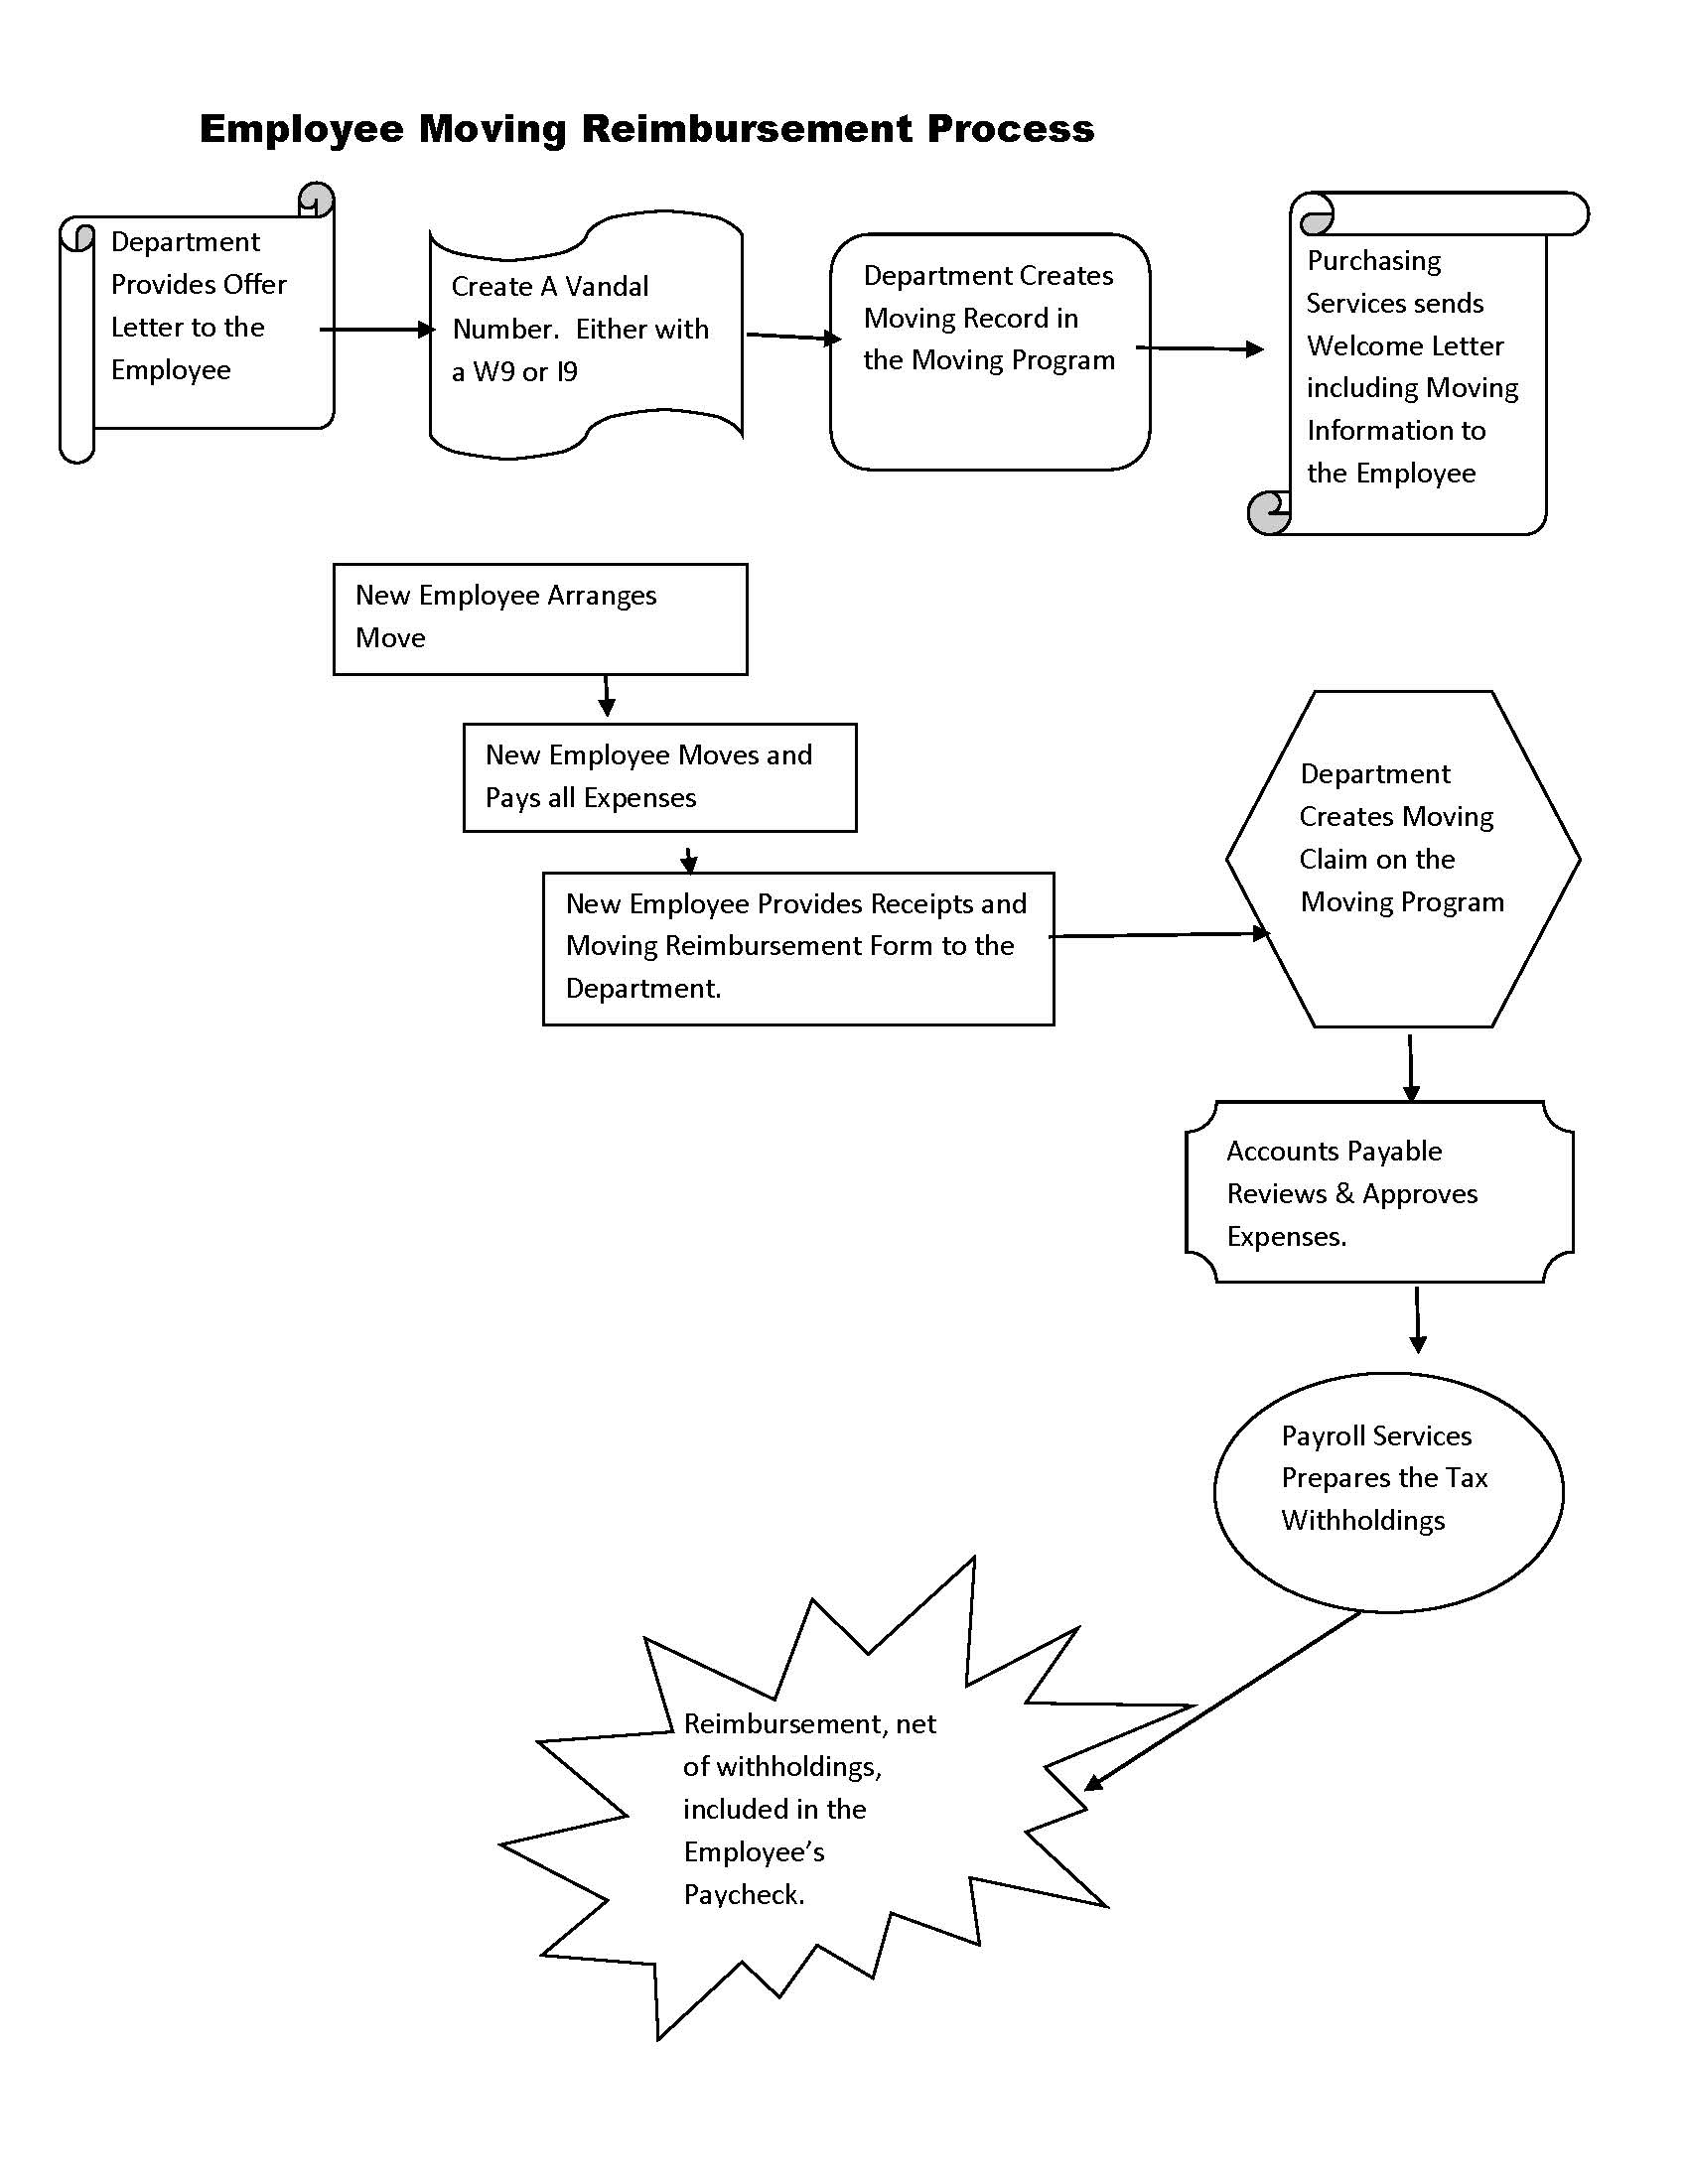 Employee Moving Reimbursement Process
Department
Provides Offer
Letter to the
Employee
Create A Vandal
Number.  Either with
a W9 or I9
Department Creates
Moving Record in
the Moving Program
Purchasing
Services sends
Welcome Letter
including Moving
Information to
the Employee
New Employee Arranges
Move
New Employee Moves and
Pays all Expenses
New Employee Provides Receipts and
Moving Reimbursement Form to the
Department.
Department
Creates Moving
Claim on the
Moving Program
Accounts Payable
Reviews & Approves
Expenses.
Payroll Services
Prepares the Tax
Withholdings
Reimbursement, net
of withholdings,
included in the
Employee’s
Paycheck.